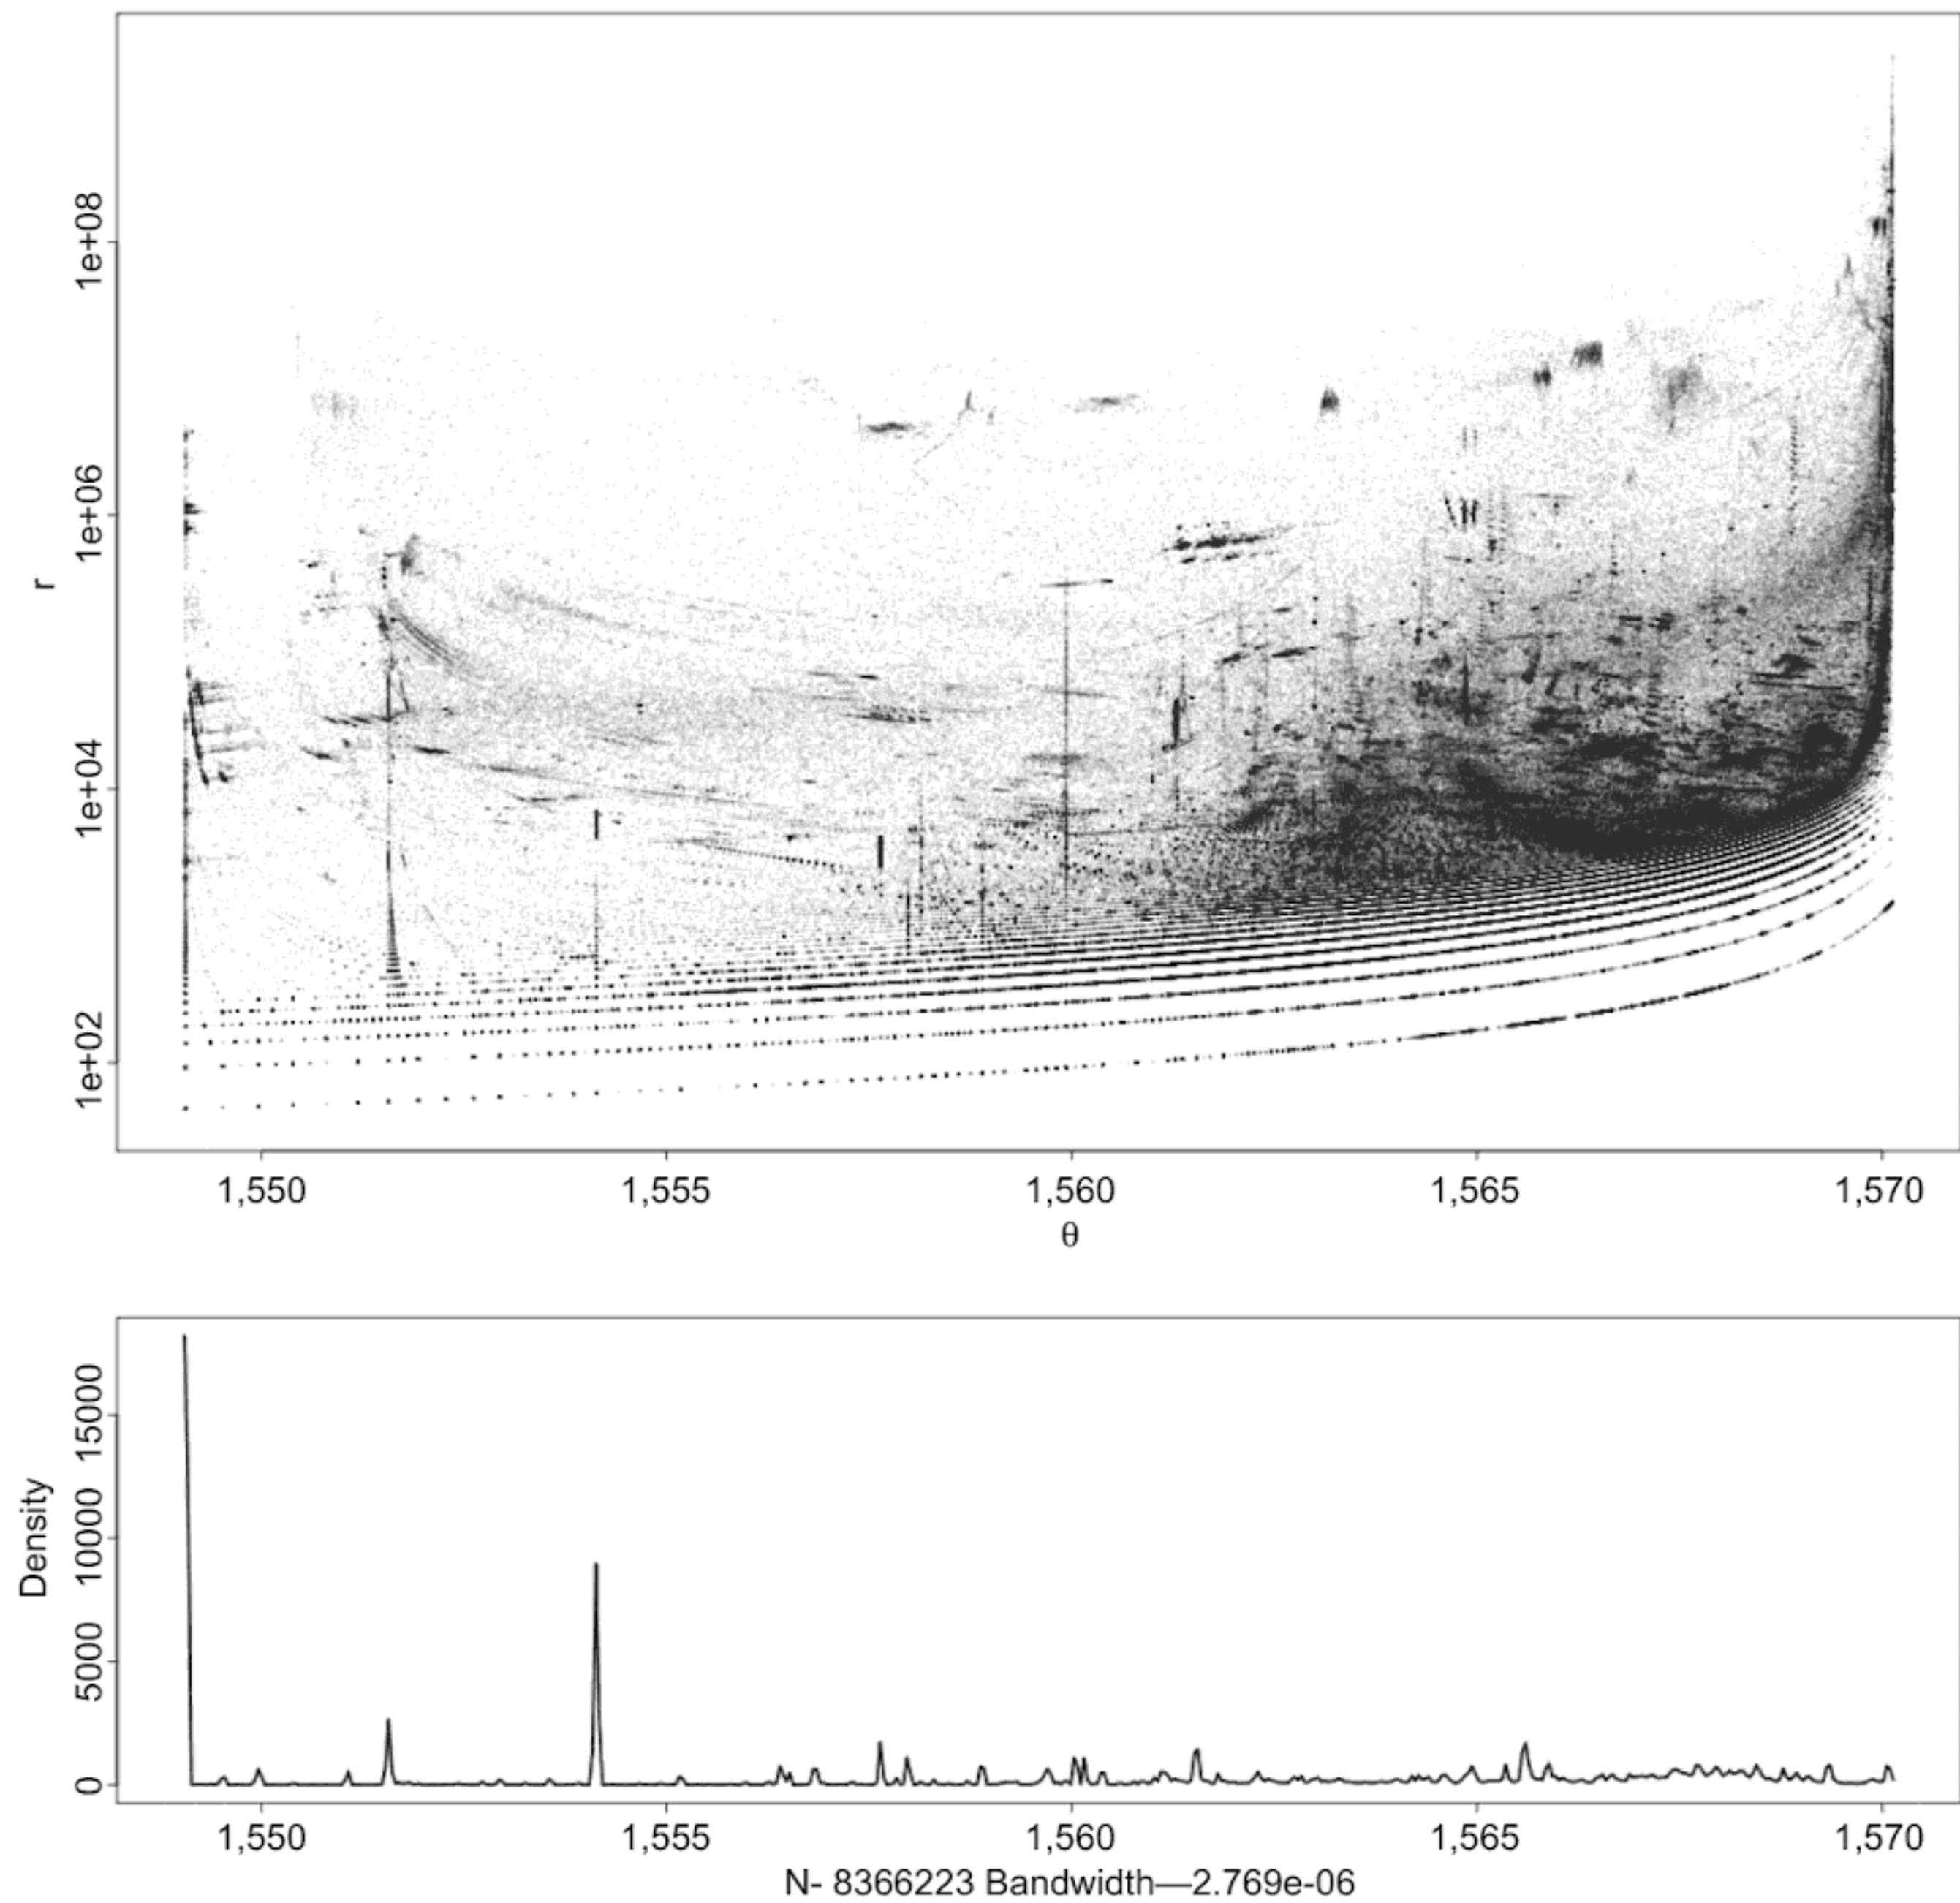 1e+08
1e+06
1e+04
1e+02
r
1,550 1,555 1,560 1,565 1,570
θ
15000
10000
5000
0
Density
1,550 1,555 1,560 1,565 1,570
N- 8366223 Bandwidth—2.769e-06